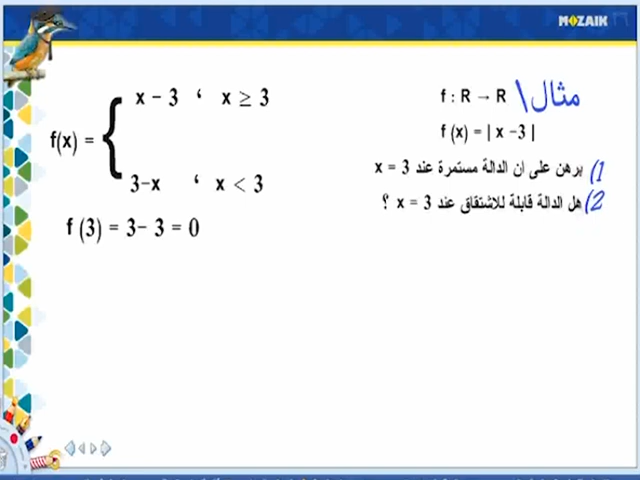 MOZAIK
مثال\
f : R → R
f (x) = | x -3 |
1) برهن على ان الدالة مستمرة عند x = 3
2) هل الدالة قابلة للاشتقاق عند x = 3 ؟
f(x) = {
x - 3 ، x ≥ 3
3-x ، x < 3
f (3) = 3- 3 = 0